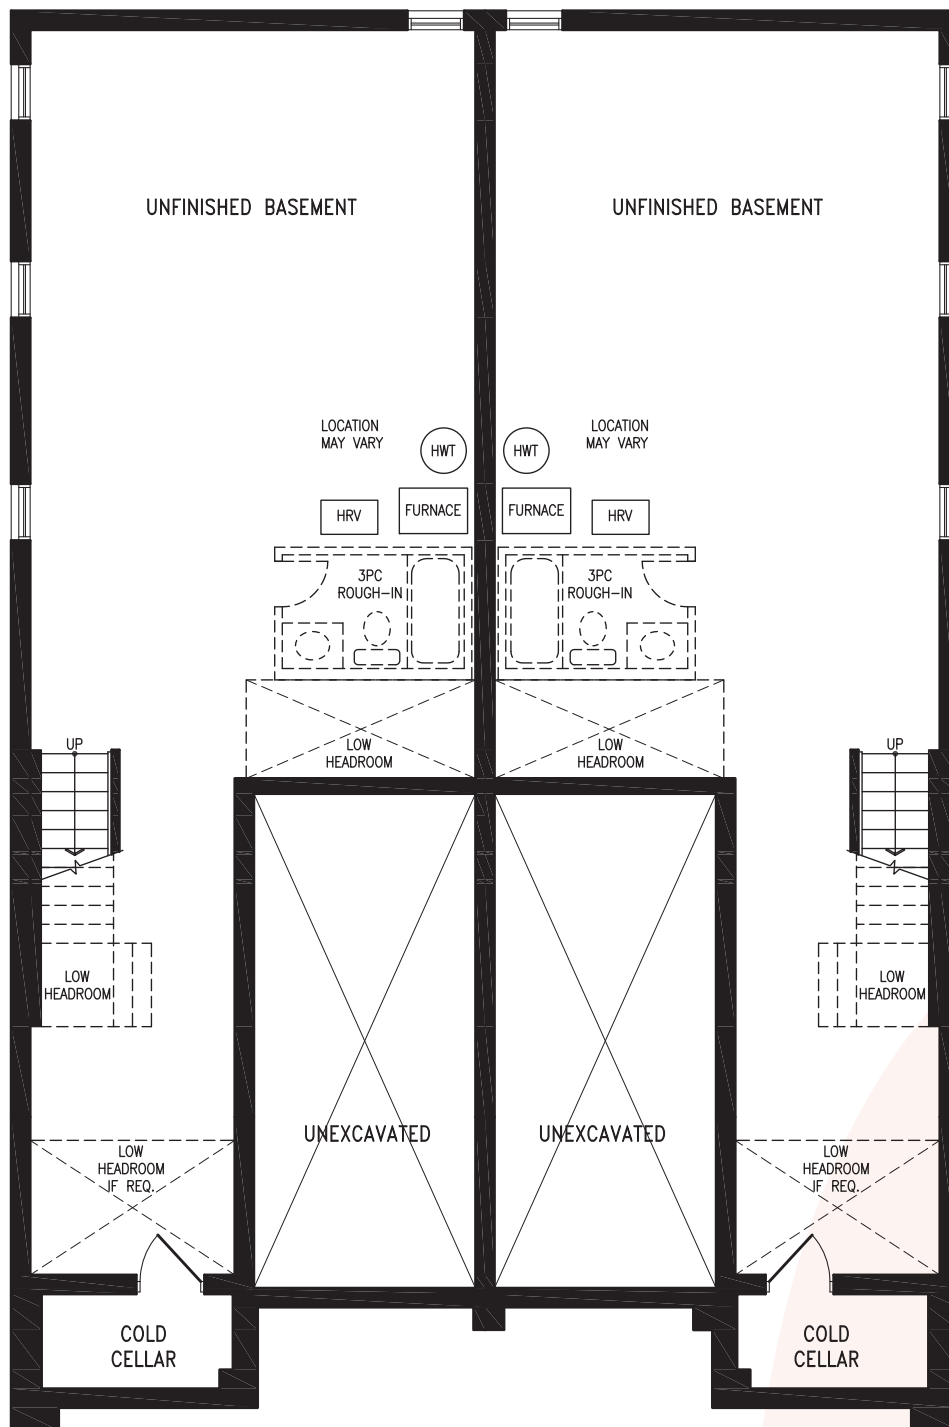 UNFINISHED BASEMENT
UNFINISHED BASEMENT
LOCATION
MAY VARY
HWT
HWT
LOCATION
MAY VARY
HRV
FURNACE
FURNACE
HRV
3PC
ROUGH-IN
3PC
ROUGH-IN
LOW
HEADROOM
LOW
HEADROOM
UP
UP
LOW
HEADROOM
LOW
HEADROOM
UNEXCAVATED
UNEXCAVATED
LOW
HEADROOM
IF REQ.
LOW
HEADROOM
IF REQ.
COLD
CELLAR
COLD
CELLAR